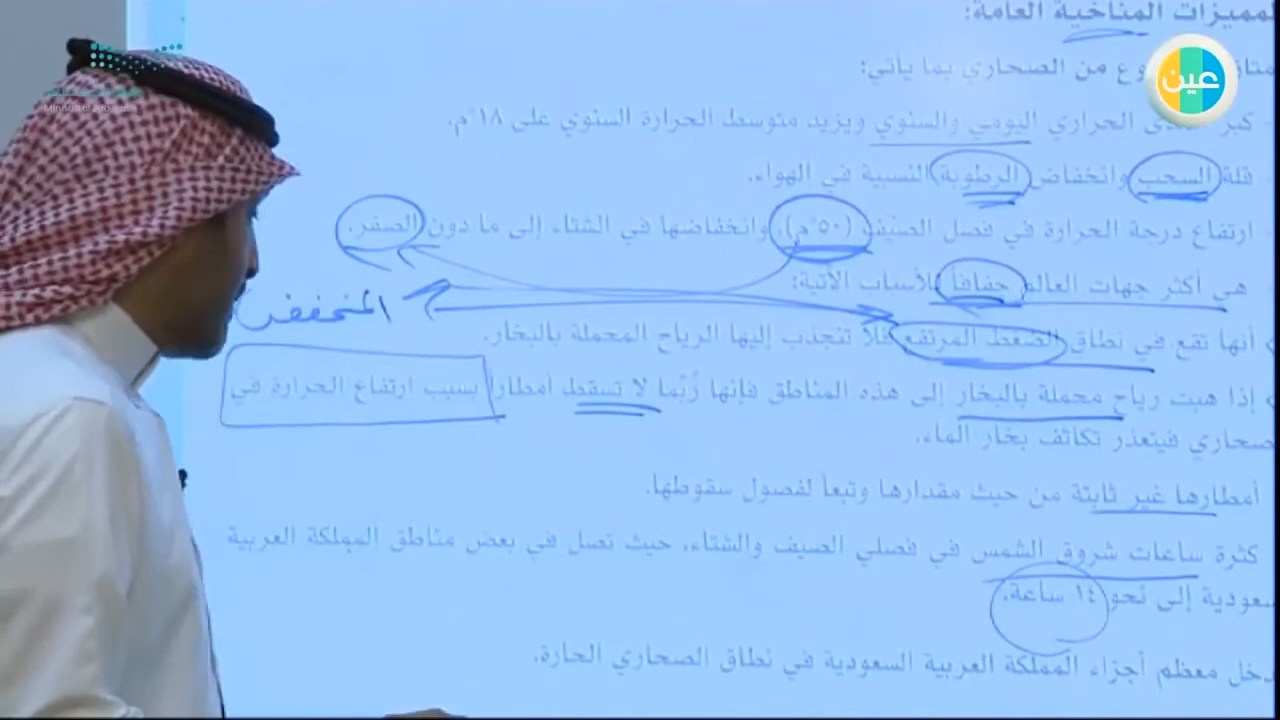 المميزات المناخية العامة:
من الصحاري بما يأتي:
الحراري اليومي والسنوي ويزيد متوسط الحرارة السنوي على ١٨°م.
قلة السحب وانخفاض الرطوبة النسبية في الهواء.
ارتفاع درجة الحرارة في فصل الصيف (٥٠°م)، وانخفاضها في الشتاء إلى ما دون الصفر.
هي أكثر جهات العالم جفافاً للأسباب الآتية:
المنخفض
أنها تقع في نطاق الضغط المرتفع فلا تنجذب إليها الرياح المحملة بالبخار.
إذا هبت رياح محملة بالبخار إلى هذه المناطق فإنها رُبّما لا تسقط أمطارا بسبب ارتفاع الحرارة في
صحاري فيتعذر تكاثف بخار الماء.
أمطارها غير ثابتة من حيث مقدارها وتبعاً لفصول سقوطها.
كثرة ساعات شروق الشمس في فصلي الصيف والشتاء، حيث تصل في بعض مناطق المملكة العربية
سعودية إلى نحو ١٤ ساعة.
دخل معظم أجزاء المملكة العربية السعودية في نطاق الصحاري الحارة.
عين